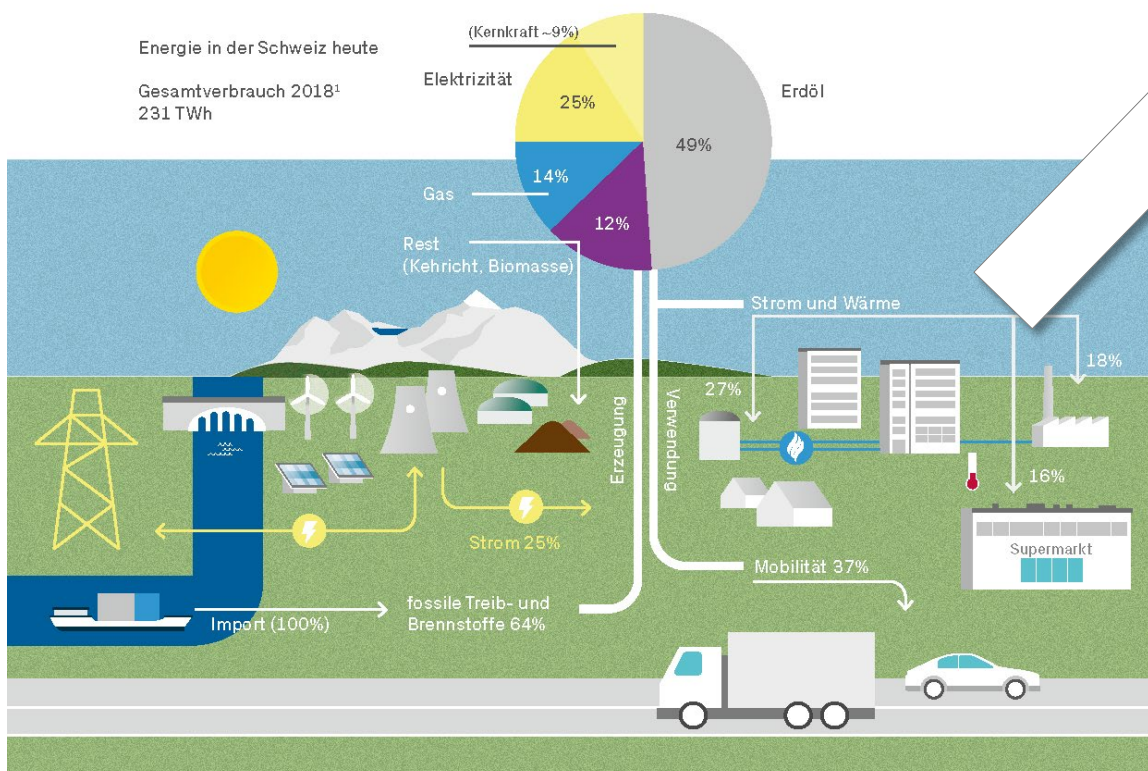 Energie in der Schweiz heute
Gesamtverbrauch 2018¹
231 TWh
(Kernkraft ~9%)
Elektrizität
25%
Erdöl
49%
14%
Gas
12%
Rest
(Kehricht, Biomasse)
Strom und Wärme
18%
27%
Erzeugung
Verwendung
16%
Strom 25%
Supermarkt
Mobilität 37%
fossile Treib- und
Brennstoffe 64%
Import (100%)